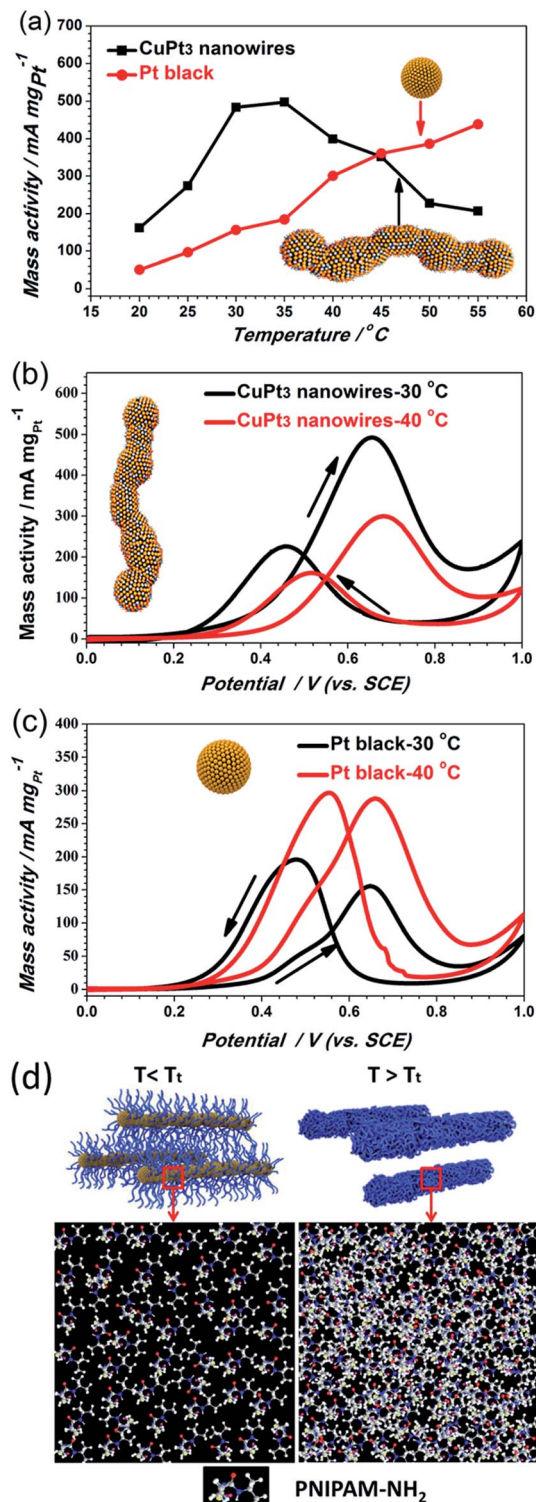 (a)
700
600
500
400
300
200
100
0
Mass activity / mA mgPt⁻¹
CuPt₃ nanowires
Pt black
15 20 25 30 35 40 45 50 55 60
Temperature /°C
(b)
600
500
400
300
200
100
0
Mass activity / mA mgPt⁻¹
CuPt₃ nanowires-30 °C
CuPt₃ nanowires-40 °C
0.0 0.2 0.4 0.6 0.8 1.0
Potential / V (vs. SCE)
(c)
400
350
300
250
200
150
100
50
0
Mass activity / mA mgPt⁻¹
Pt black-30 °C
Pt black-40 °C
0.0 0.2 0.4 0.6 0.8 1.0
Potential / V (vs. SCE)
(d)
T< Tt T > Tt
PNIPAM-NH₂